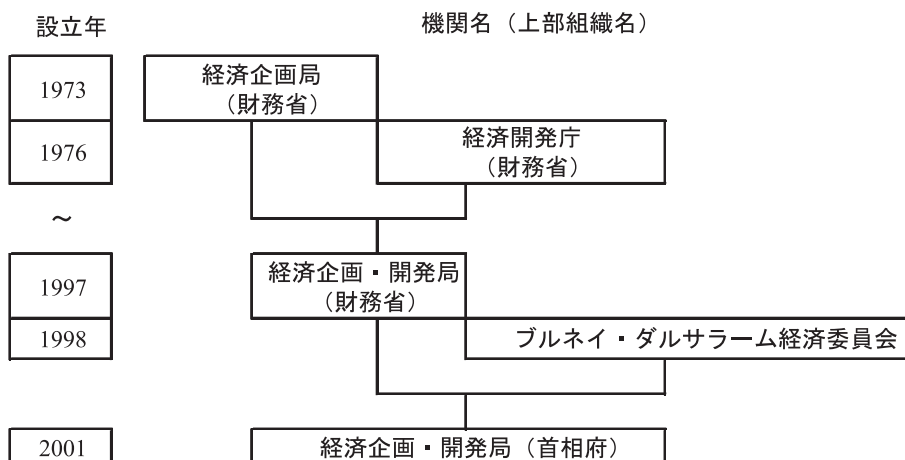 設立年 機関名（上部組織名）
1973 経済企画局
（財務省）
1976 経済開発庁
（財務省）
～
1997 経済企画・開発局
（財務省）
1998 ブルネイ・ダルサラーム経済委員会
2001 経済企画・開発局（首相府）